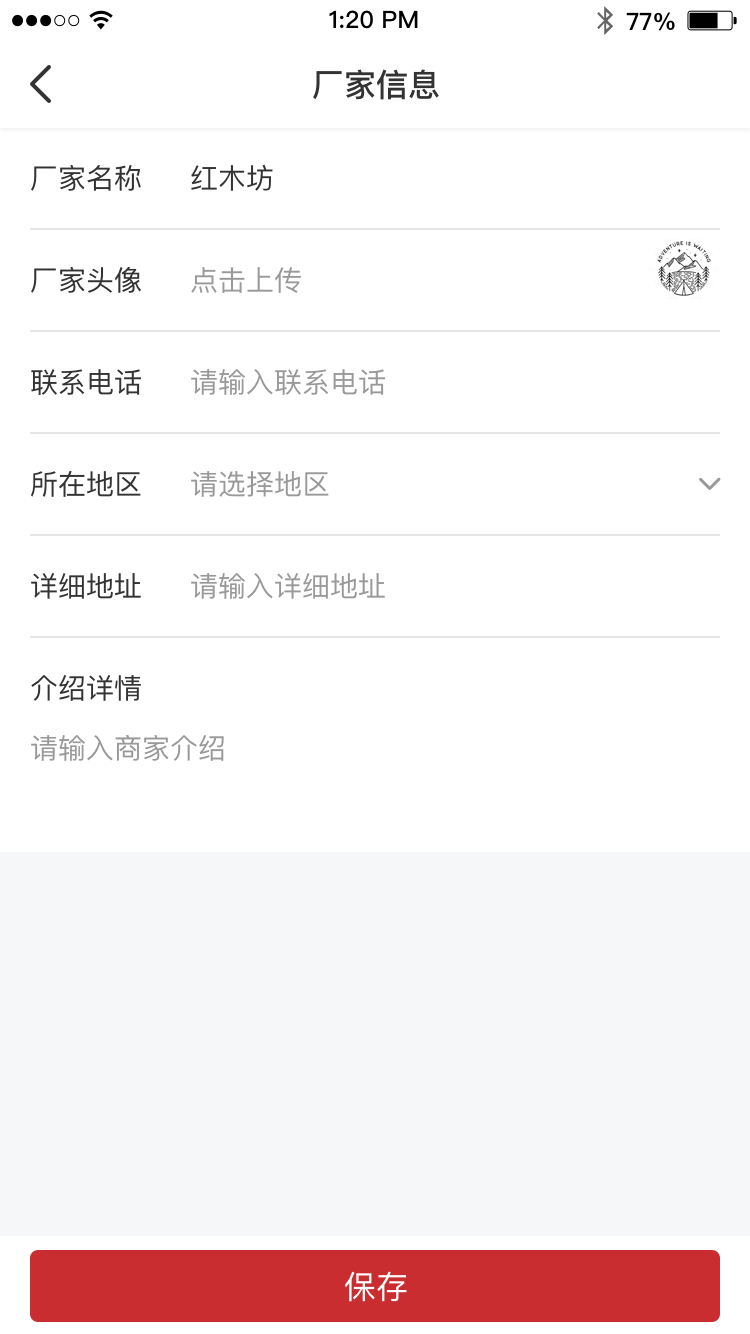 1:20 PM
77%
厂家信息
厂家名称 红木坊
厂家头像 点击上传
ADVENTURE IS WAITING
联系电话 请输入联系电话
所在地区 请选择地区
详细地址 请输入详细地址
介绍详情
请输入商家介绍
保存